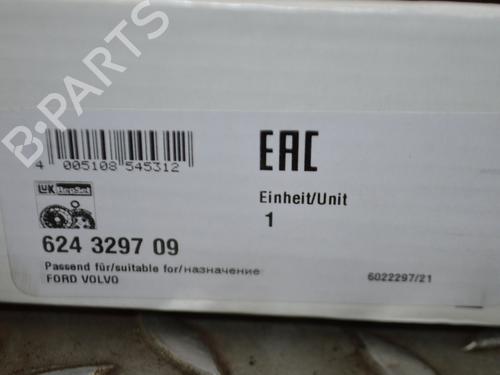 B-PARTS
4 005108 545312
EAC
LuK RepSet
Einheit/Unit
1
624 3297 09
Passend für/suitable for/назначение
FORD VOLVO
6022297/21